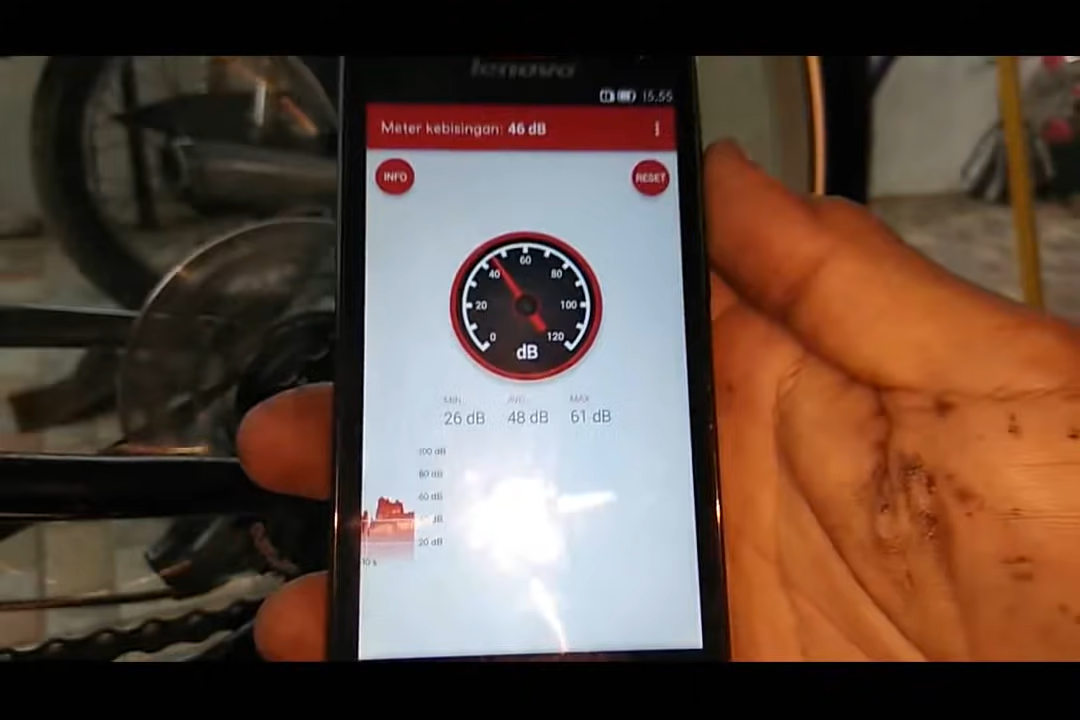 lenovo
15.55
Meter kebisingan: 46 dB
INFO
RESET
60
40
80
20
100
0
120
dB
MIN
AVG
MAX
26 dB
48 dB
61 dB
100 dB
80 dB
60 dB
20 dB
10 s